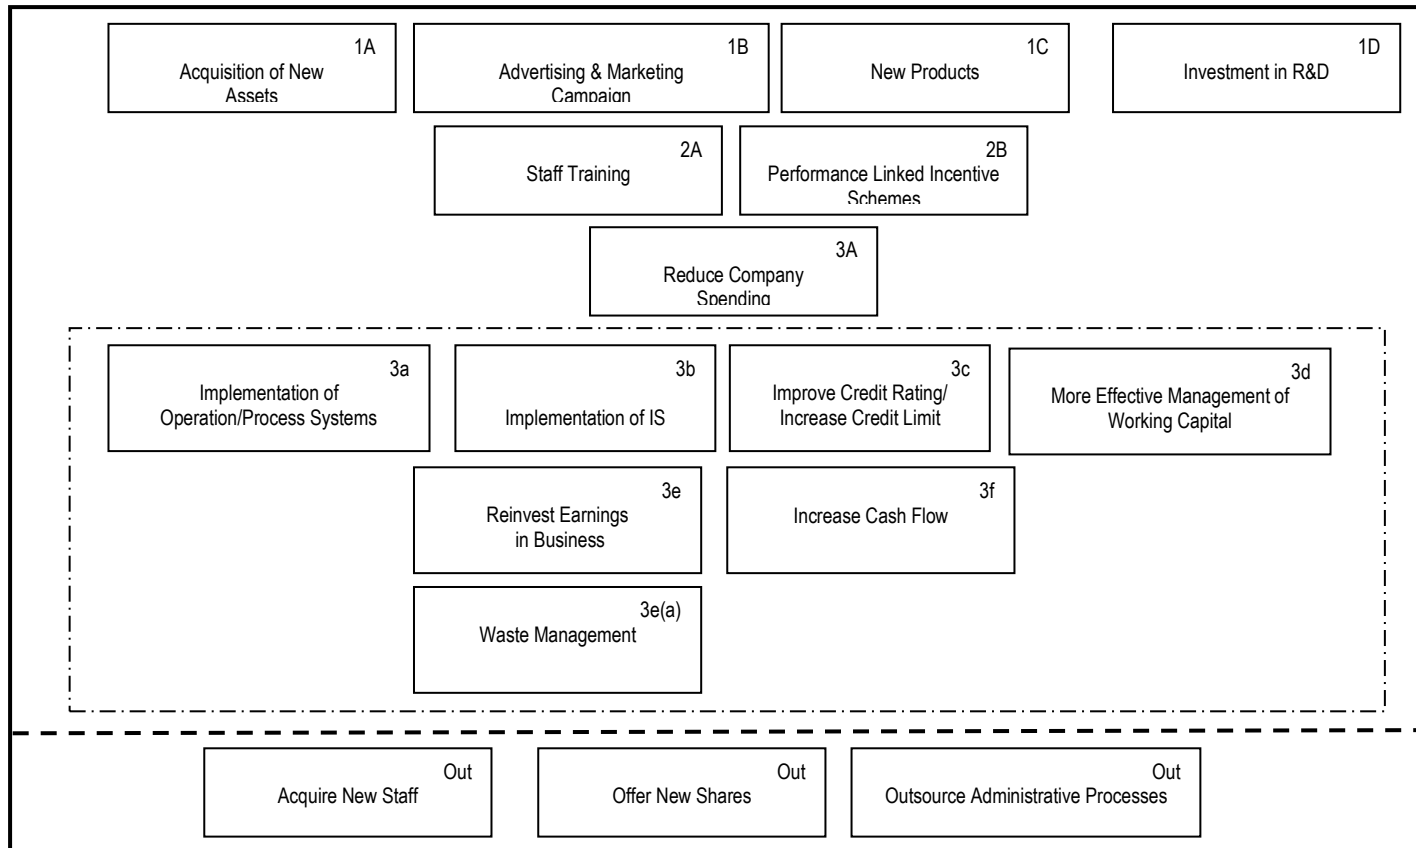 1A
Acquisition of New
Assets
1B
Advertising & Marketing
Campaign
1C
New Products
1D
Investment in R&D
2A
Staff Training
2B
Performance Linked Incentive
Schemes
3A
Reduce Company
Spending
3a
Implementation of
Operation/Process Systems
3b
Implementation of IS
3c
Improve Credit Rating/
Increase Credit Limit
3d
More Effective Management of
Working Capital
3e
Reinvest Earnings
in Business
3f
Increase Cash Flow
3e(a)
Waste Management
Out
Acquire New Staff
Out
Offer New Shares
Out
Outsource Administrative Processes